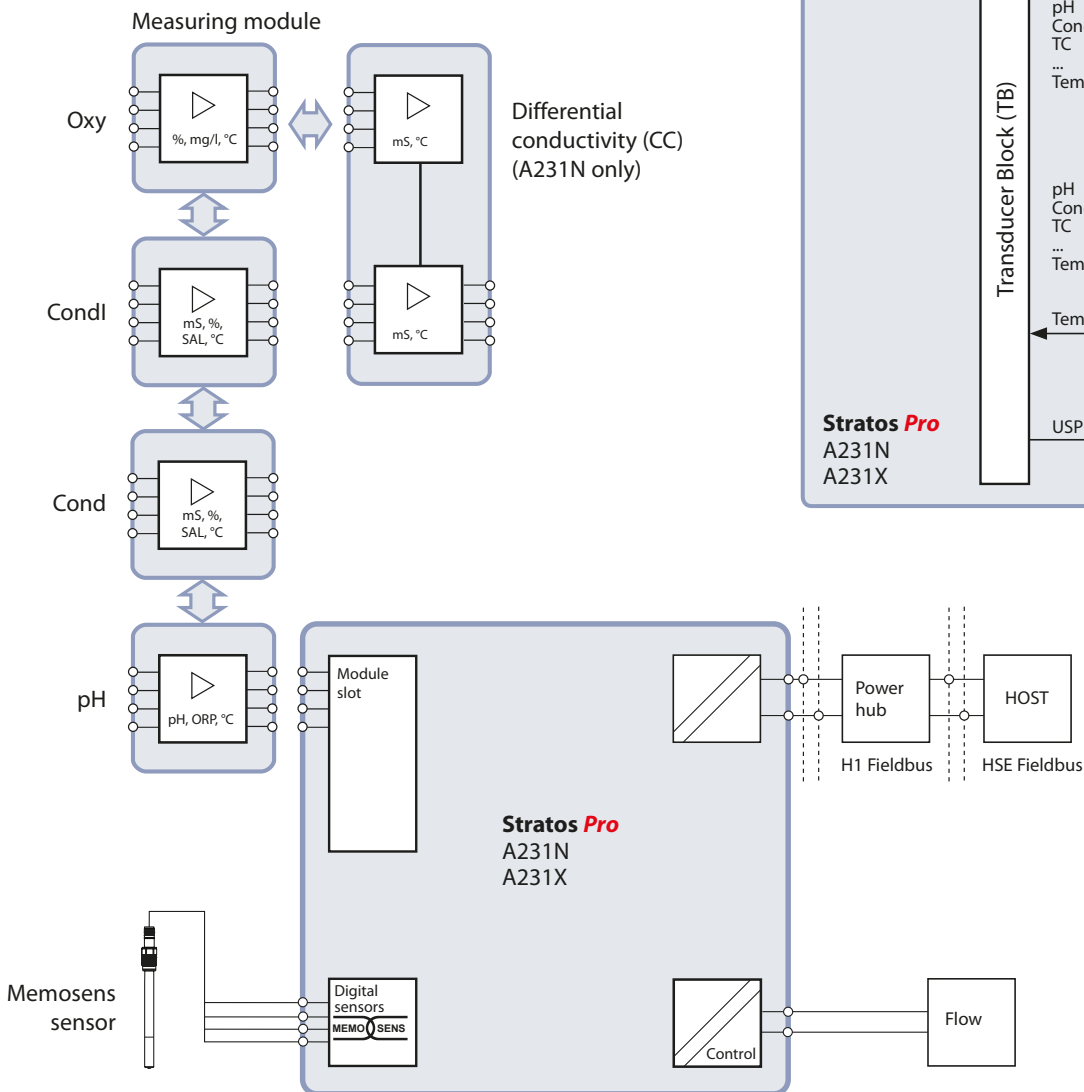 Measuring module
Oxy
%, mg/l, °C
mS, °C
Differential
conductivity (CC)
(A231N only)
CondI
mS, %,
SAL, °C
mS, °C
Cond
mS, %,
SAL, °C
pH
pH, ORP, °C
pH
TC
...
Transducer Block (TB)
pH
TC
...
USP
Stratos Pro
A231N
A231X
Module
slot
Power
hub
HOST
H1 Fieldbus
HSE Fieldbus
Stratos Pro
A231N
A231X
Memosens
sensor
Digital
sensors
MEMO SENS
Control
Flow